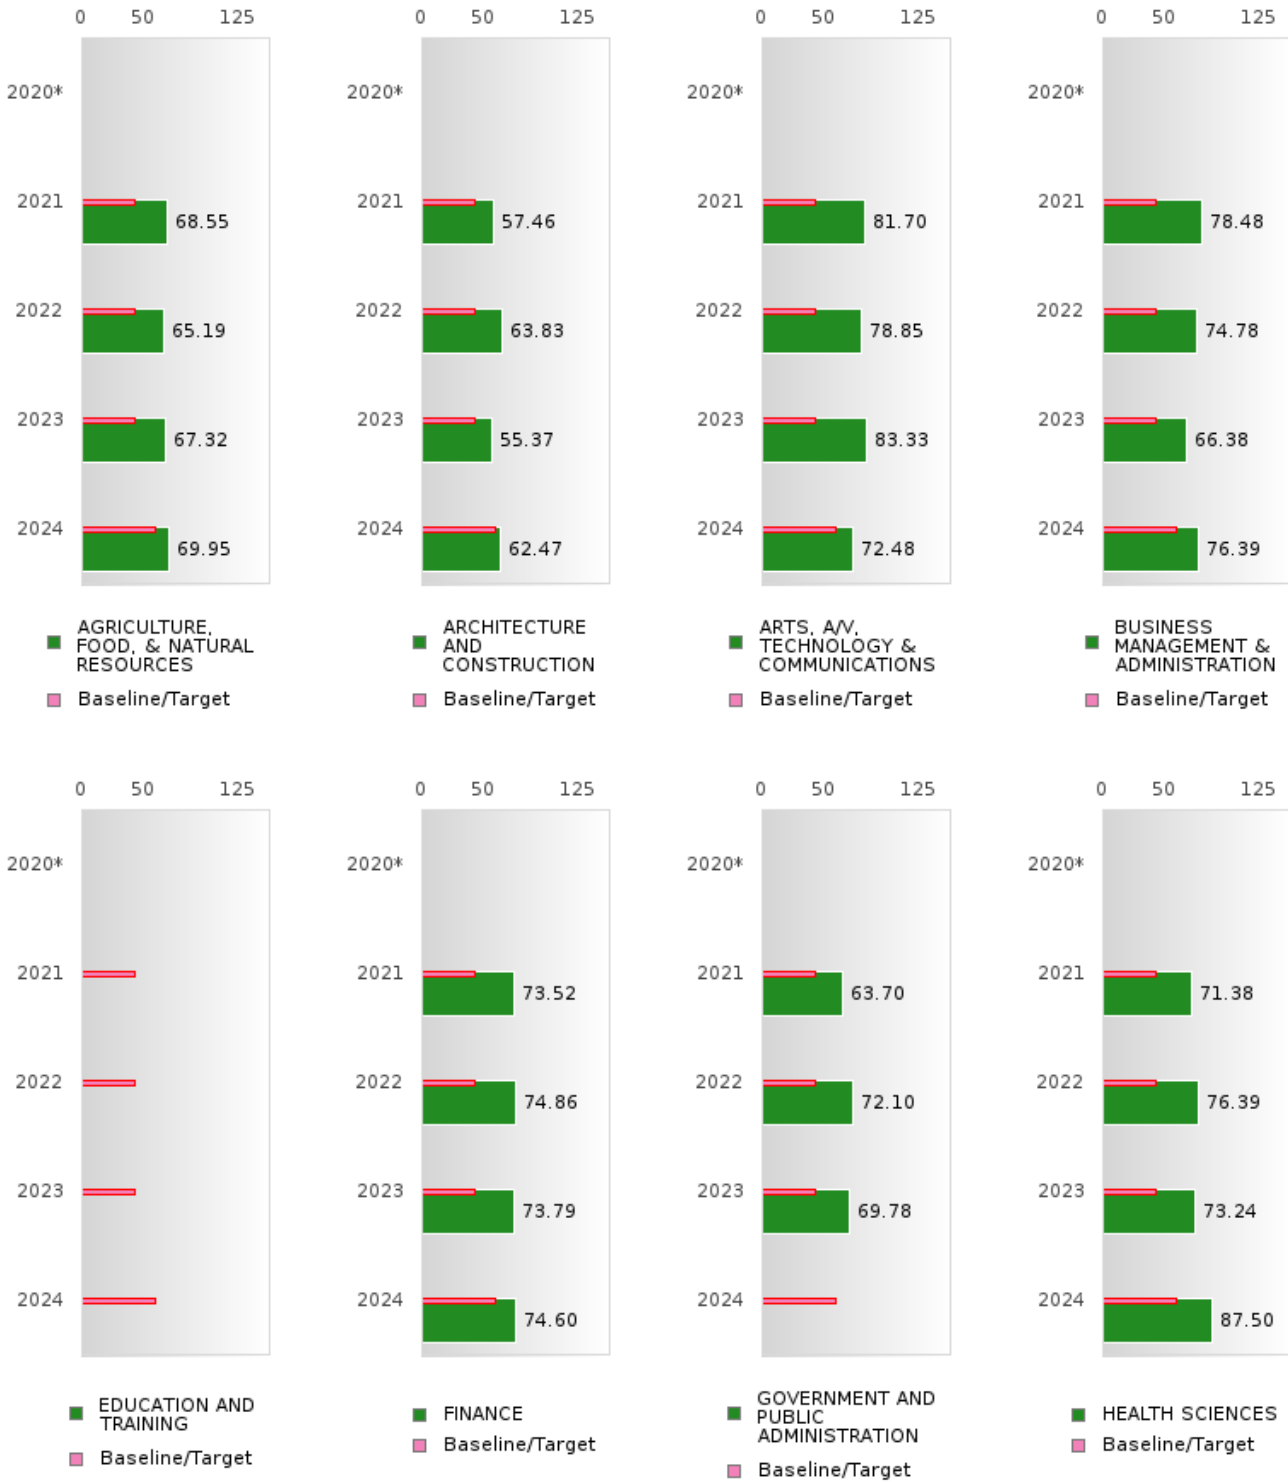 0 50 125
2020*
2021 68.55
2022 65.19
2023 67.32
2024 69.95
AGRICULTURE,
FOOD, & NATURAL
RESOURCES
Baseline/Target
0 50 125
2020*
2021 57.46
2022 63.83
2023 55.37
2024 62.47
ARCHITECTURE
AND
CONSTRUCTION
Baseline/Target
0 50 125
2020*
2021 81.70
2022 78.85
2023 83.33
2024 72.48
ARTS, A/V,
TECHNOLOGY &
COMMUNICATIONS
Baseline/Target
0 50 125
2020*
2021 78.48
2022 74.78
2023 66.38
2024 76.39
BUSINESS
MANAGEMENT &
ADMINISTRATION
Baseline/Target
0 50 125
2020*
2021
2022
2023
2024
EDUCATION AND
TRAINING
Baseline/Target
0 50 125
2020*
2021 73.52
2022 74.86
2023 73.79
2024 74.60
FINANCE
Baseline/Target
0 50 125
2020*
2021 63.70
2022 72.10
2023 69.78
2024
GOVERNMENT AND
PUBLIC
ADMINISTRATION
Baseline/Target
0 50 125
2020*
2021 71.38
2022 76.39
2023 73.24
2024 87.50
HEALTH SCIENCES
Baseline/Target